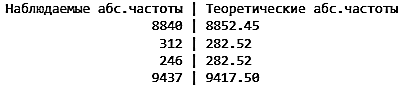 Наблюдаемые абс.частоты | Теоретические абс.частоты
8840 | 8852.45
312 | 282.52
246 | 282.52
9437 | 9417.50